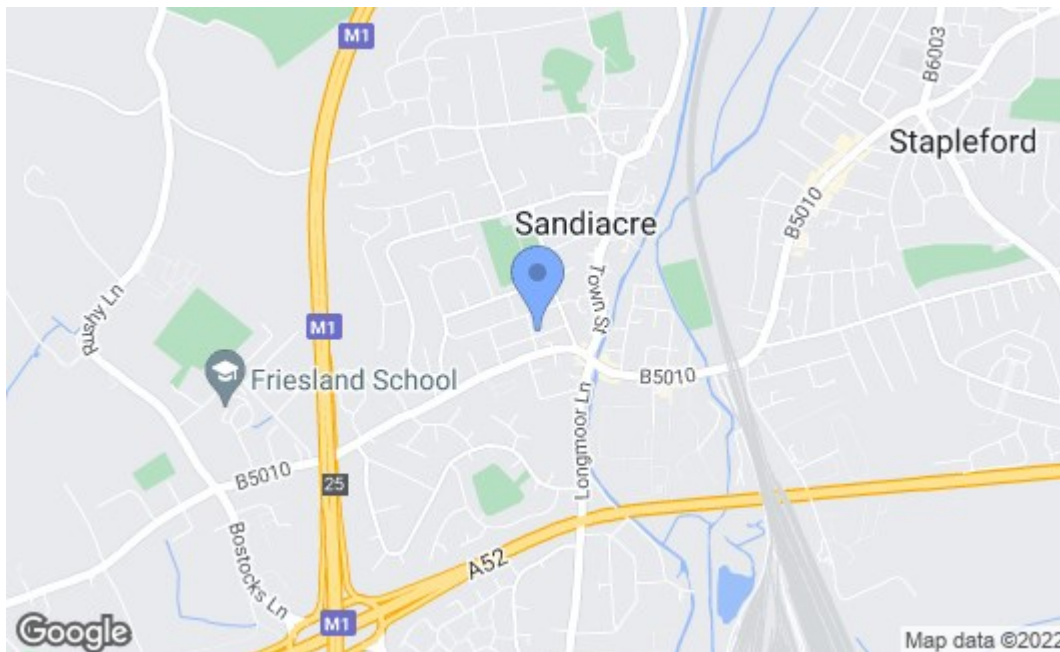 M1
B6003
Stapleford
Sandiacre
B5010
Town St
Rushy Ln
M1
Friesland School
B5010
Longmoor Ln
B5010
25
Bostocks Ln
A52
M1
Google
Map data ©2022